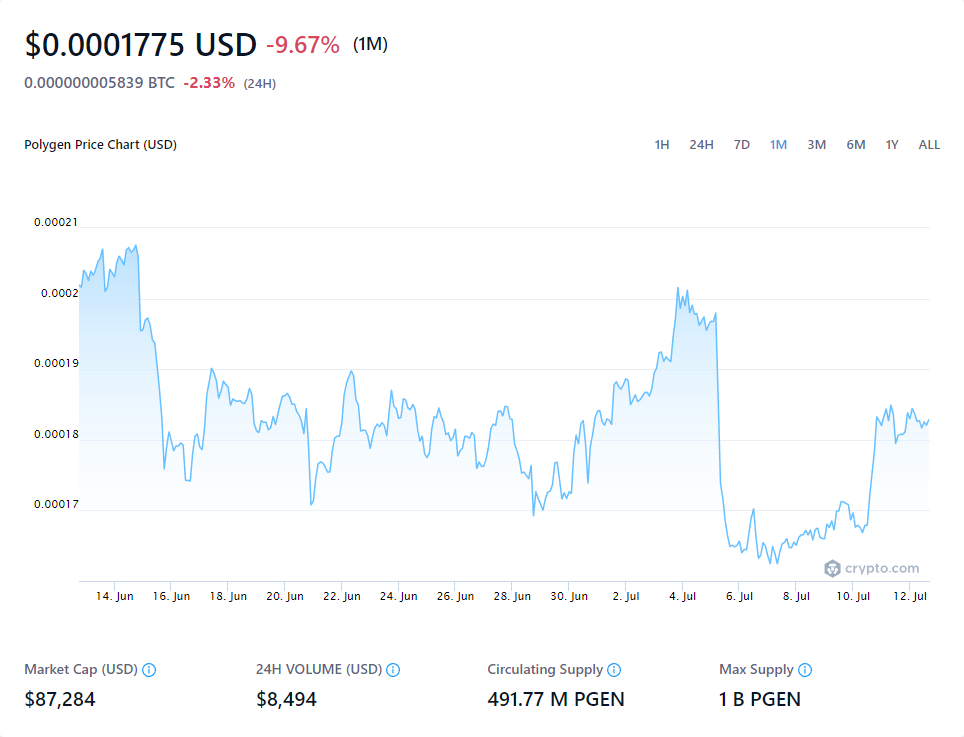 $0.0001775 USD -9.67% (1M)
0.000000005839 BTC -2.33% (24H)
Polygen Price Chart (USD) 1H 24H 7D 1M 3M 6M 1Y ALL
0.00021
0.0002
0.00019
0.00018
0.00017
crypto.com
14. Jun 16. Jun 18. Jun 20. Jun 22. Jun 24. Jun 26. Jun 28. Jun 30. Jun 2. Jul 4. Jul 6. Jul 8. Jul 10. Jul 12. Jul
Market Cap (USD) 24H VOLUME (USD) Circulating Supply Max Supply
$87,284 $8,494 491.77 M PGEN 1 B PGEN